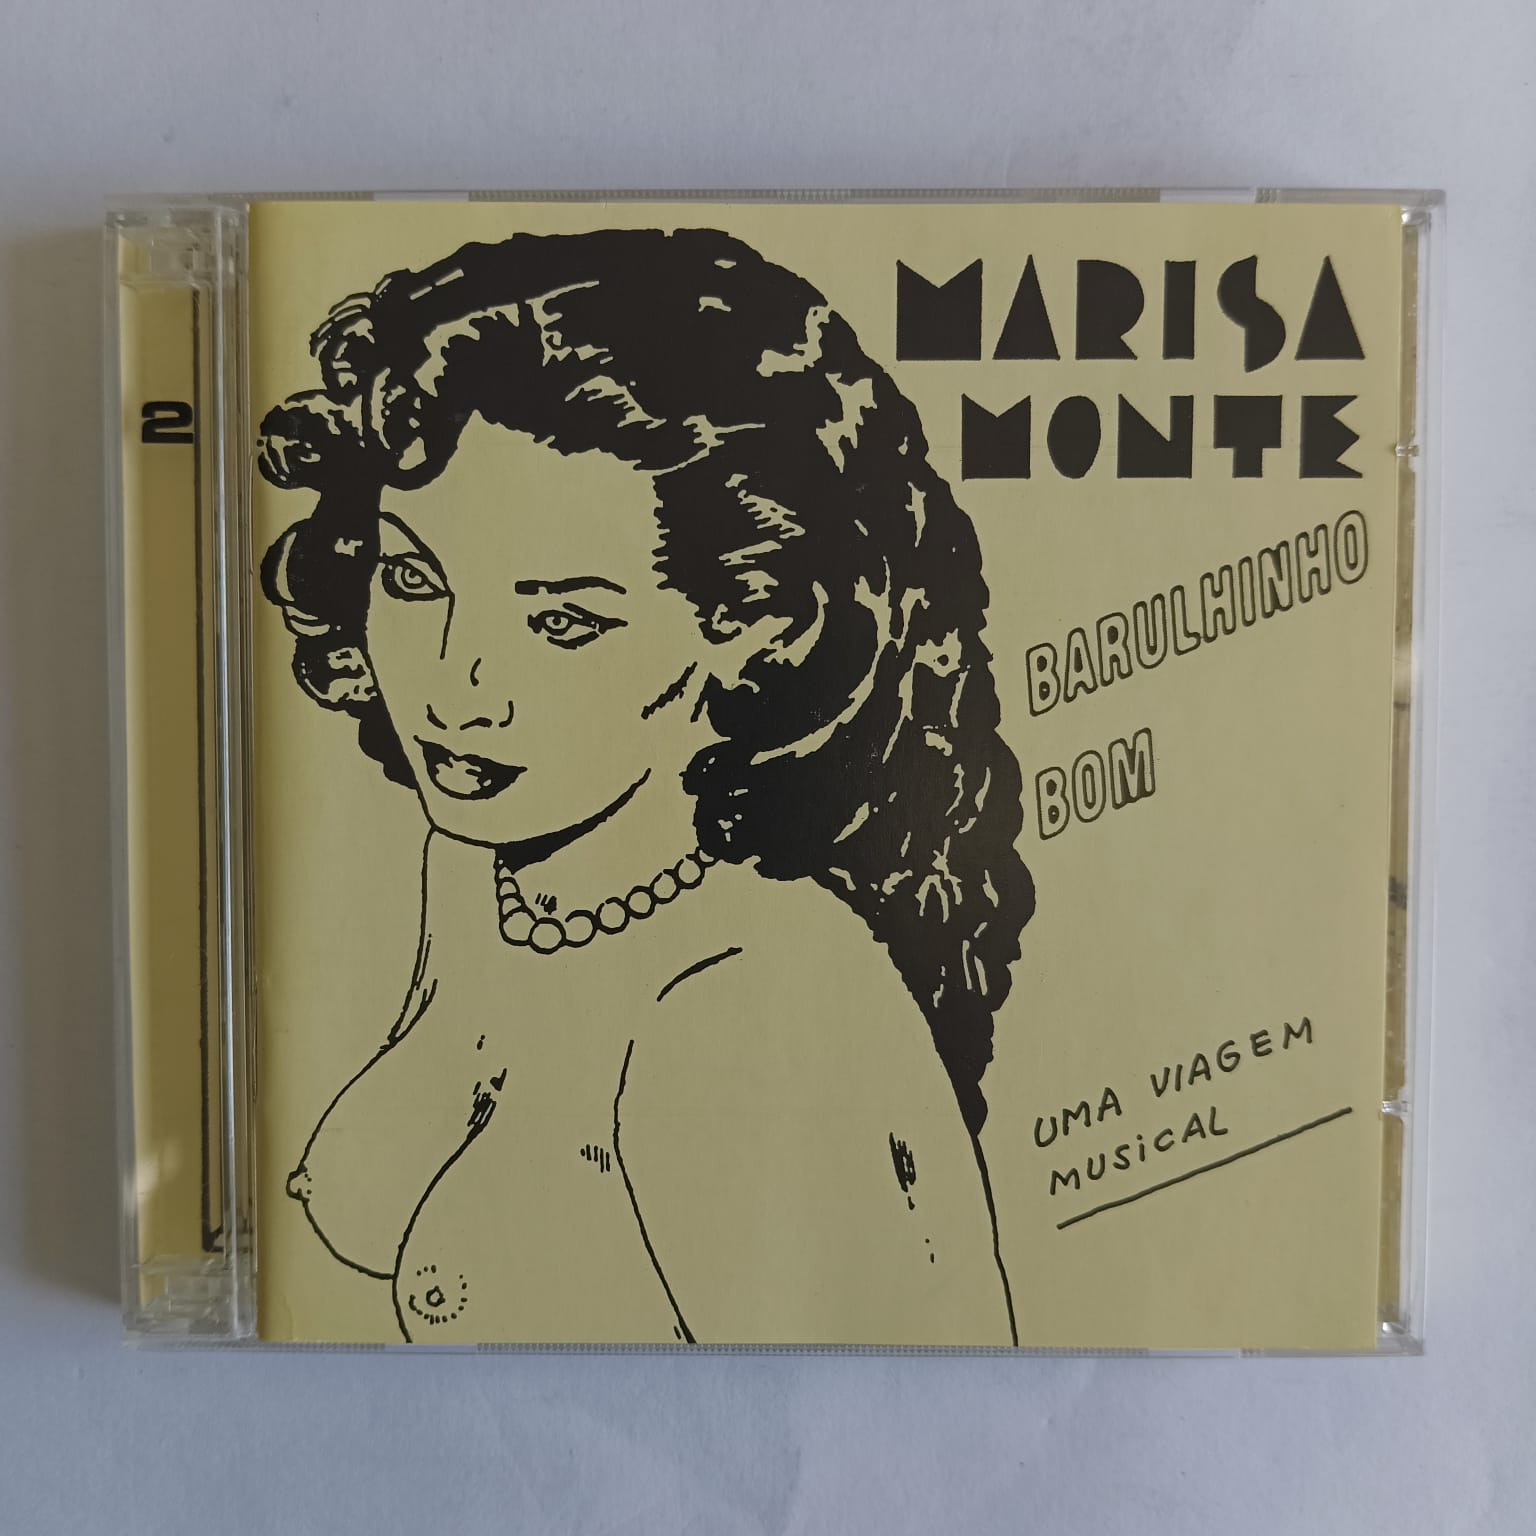 2
MARISA
MONTE
BARULHINHO
BOM
UMA VIAGEM
MUSICAL